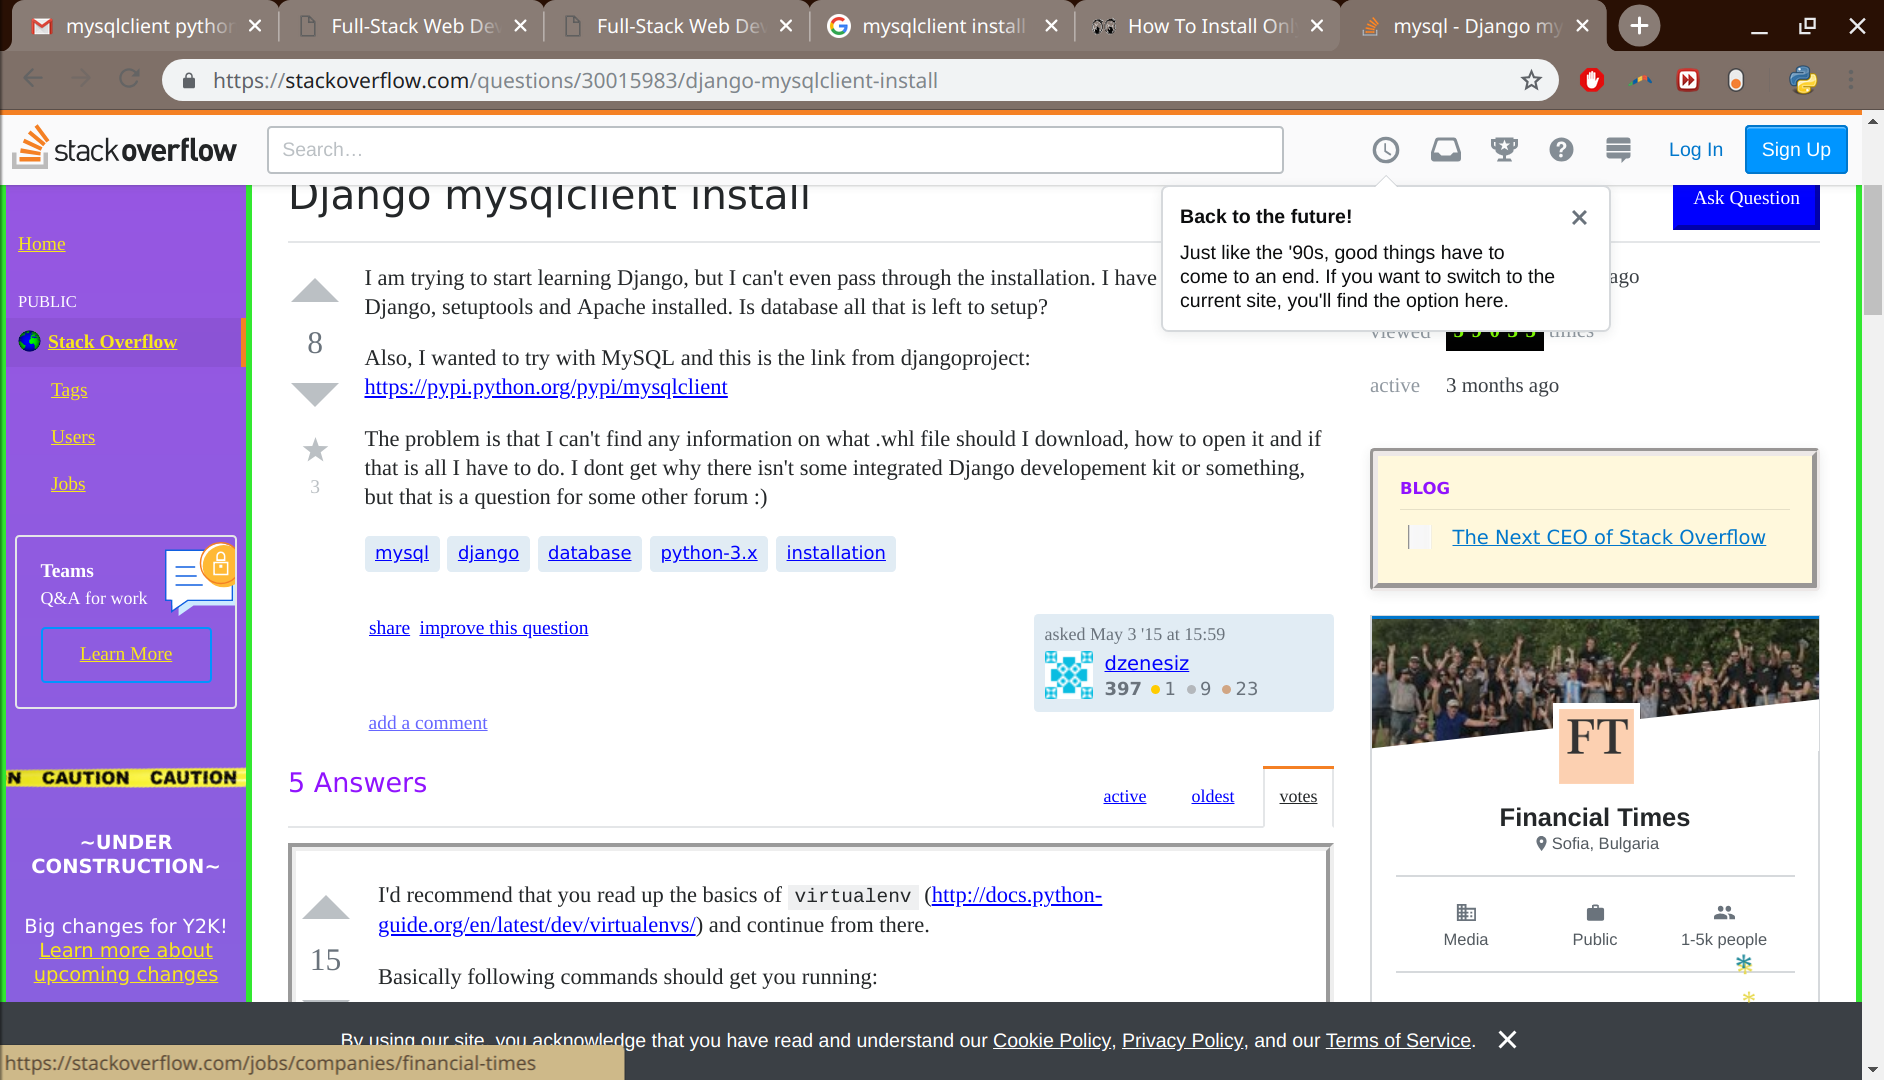 mysqlclient python
Full-Stack Web Dev
Full-Stack Web Dev
mysqlclient install
How To Install Onl
mysql - Django my
https://stackoverflow.com/questions/30015983/django-mysqlclient-install
stackoverflow
Search…
Log In
Sign Up
Django mysqlclient install
Ask Question
Back to the future!
Just like the '90s, good things have to
come to an end. If you want to switch to the
current site, you'll find the option here.
Home
PUBLIC
Stack Overflow
Tags
Users
Jobs
Teams
Q&A for work
Learn More
N CAUTION CAUTION
~UNDER
CONSTRUCTION~
Big changes for Y2K!
Learn more about
upcoming changes
8
3
I am trying to start learning Django, but I can't even pass through the installation. I have
Django, setuptools and Apache installed. Is database all that is left to setup?
Also, I wanted to try with MySQL and this is the link from djangoproject:
https://pypi.python.org/pypi/mysqlclient
The problem is that I can't find any information on what .whl file should I download, how to open it and if
that is all I have to do. I dont get why there isn't some integrated Django developement kit or something,
but that is a question for some other forum :)
mysql django database python-3.x installation
share improve this question
asked May 3 '15 at 15:59
dzenesiz
397 1 9 23
add a comment
5 Answers
active oldest votes
15
I'd recommend that you read up the basics of virtualenv (http://docs.python-
guide.org/en/latest/dev/virtualenvs/) and continue from there.
Basically following commands should get you running:
ago
viewed times
active 3 months ago
BLOG
The Next CEO of Stack Overflow
FT
Financial Times
Sofia, Bulgaria
Media
Public
1-5k people
By using our site, you acknowledge that you have read and understand our Cookie Policy, Privacy Policy, and our Terms of Service.
https://stackoverflow.com/jobs/companies/financial-times